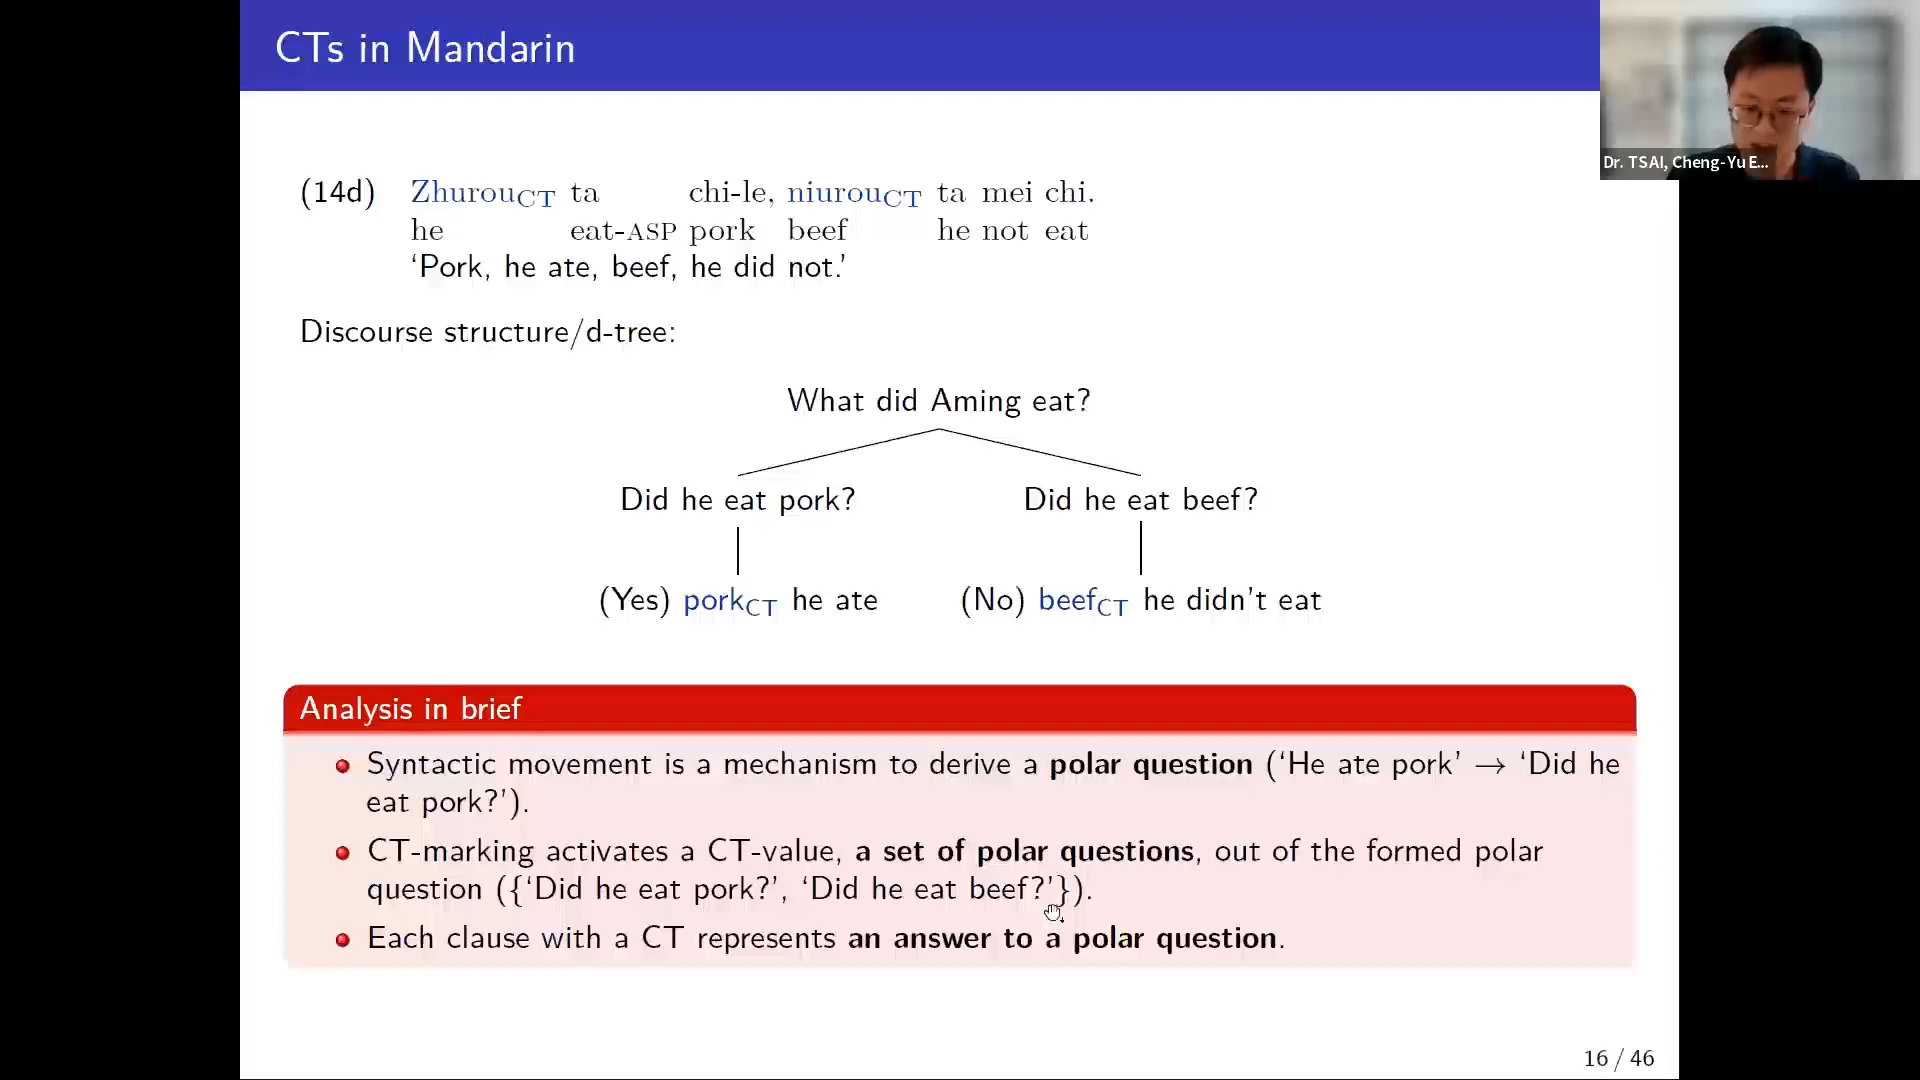 CTs in Mandarin
Dr. TSAI, Cheng-Yu E...
(14d) ZhurouCT ta chi-le, niurouCT ta mei chi.
he eat-ASP pork beef he not eat
‘Pork, he ate, beef, he did not.’
Discourse structure/d-tree:
What did Aming eat?
Did he eat pork? Did he eat beef?
(Yes) porkCT he ate (No) beefCT he didn’t eat
Analysis in brief
Syntactic movement is a mechanism to derive a polar question (‘He ate pork’ → ‘Did he
eat pork?’).
CT-marking activates a CT-value, a set of polar questions, out of the formed polar
question ({‘Did he eat pork?’, ‘Did he eat beef?’}).
Each clause with a CT represents an answer to a polar question.
16 / 46